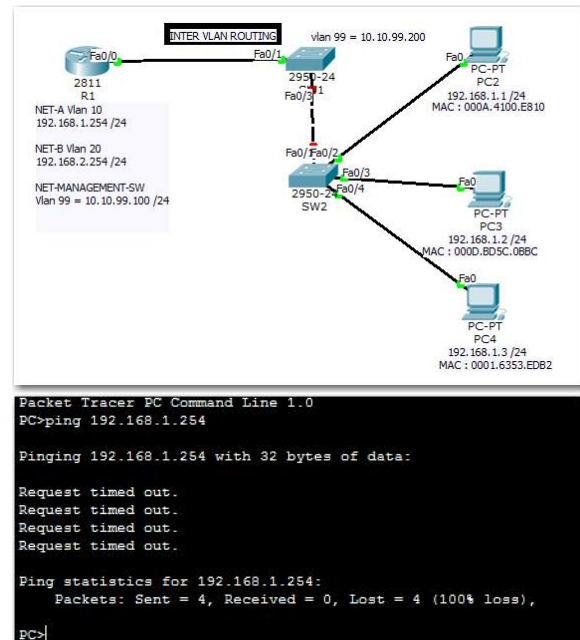 INTER VLAN ROUTING
vlan 99 = 10.10.99.200
Fa0/0
Fa0/1
2811
R1
2950-24
Fa0/3
Fa0
PC-PT
PC2
192.168.1.1 /24
MAC : 000A.4100.E810
NET-A Vlan 10
192.168.1.254 /24
NET-B Vlan 20
192.168.2.254 /24
NET-MANAGEMENT-SW
Vlan 99 = 10.10.99.100 /24
Fa0/2
Fa0/3
Fa0/4
SW2
Fa0
PC-PT
PC3
192.168.1.2 /24
MAC : 000D.BD5C.0BBC
Fa0
PC-PT
PC4
192.168.1.3 /24
MAC : 0001.6353.EDB2
Packet Tracer PC Command Line 1.0
PC>ping 192.168.1.254
Pinging 192.168.1.254 with 32 bytes of data:
Request timed out.
Request timed out.
Request timed out.
Request timed out.
Ping statistics for 192.168.1.254:
Packets: Sent = 4, Received = 0, Lost = 4 (100% loss),
PC>